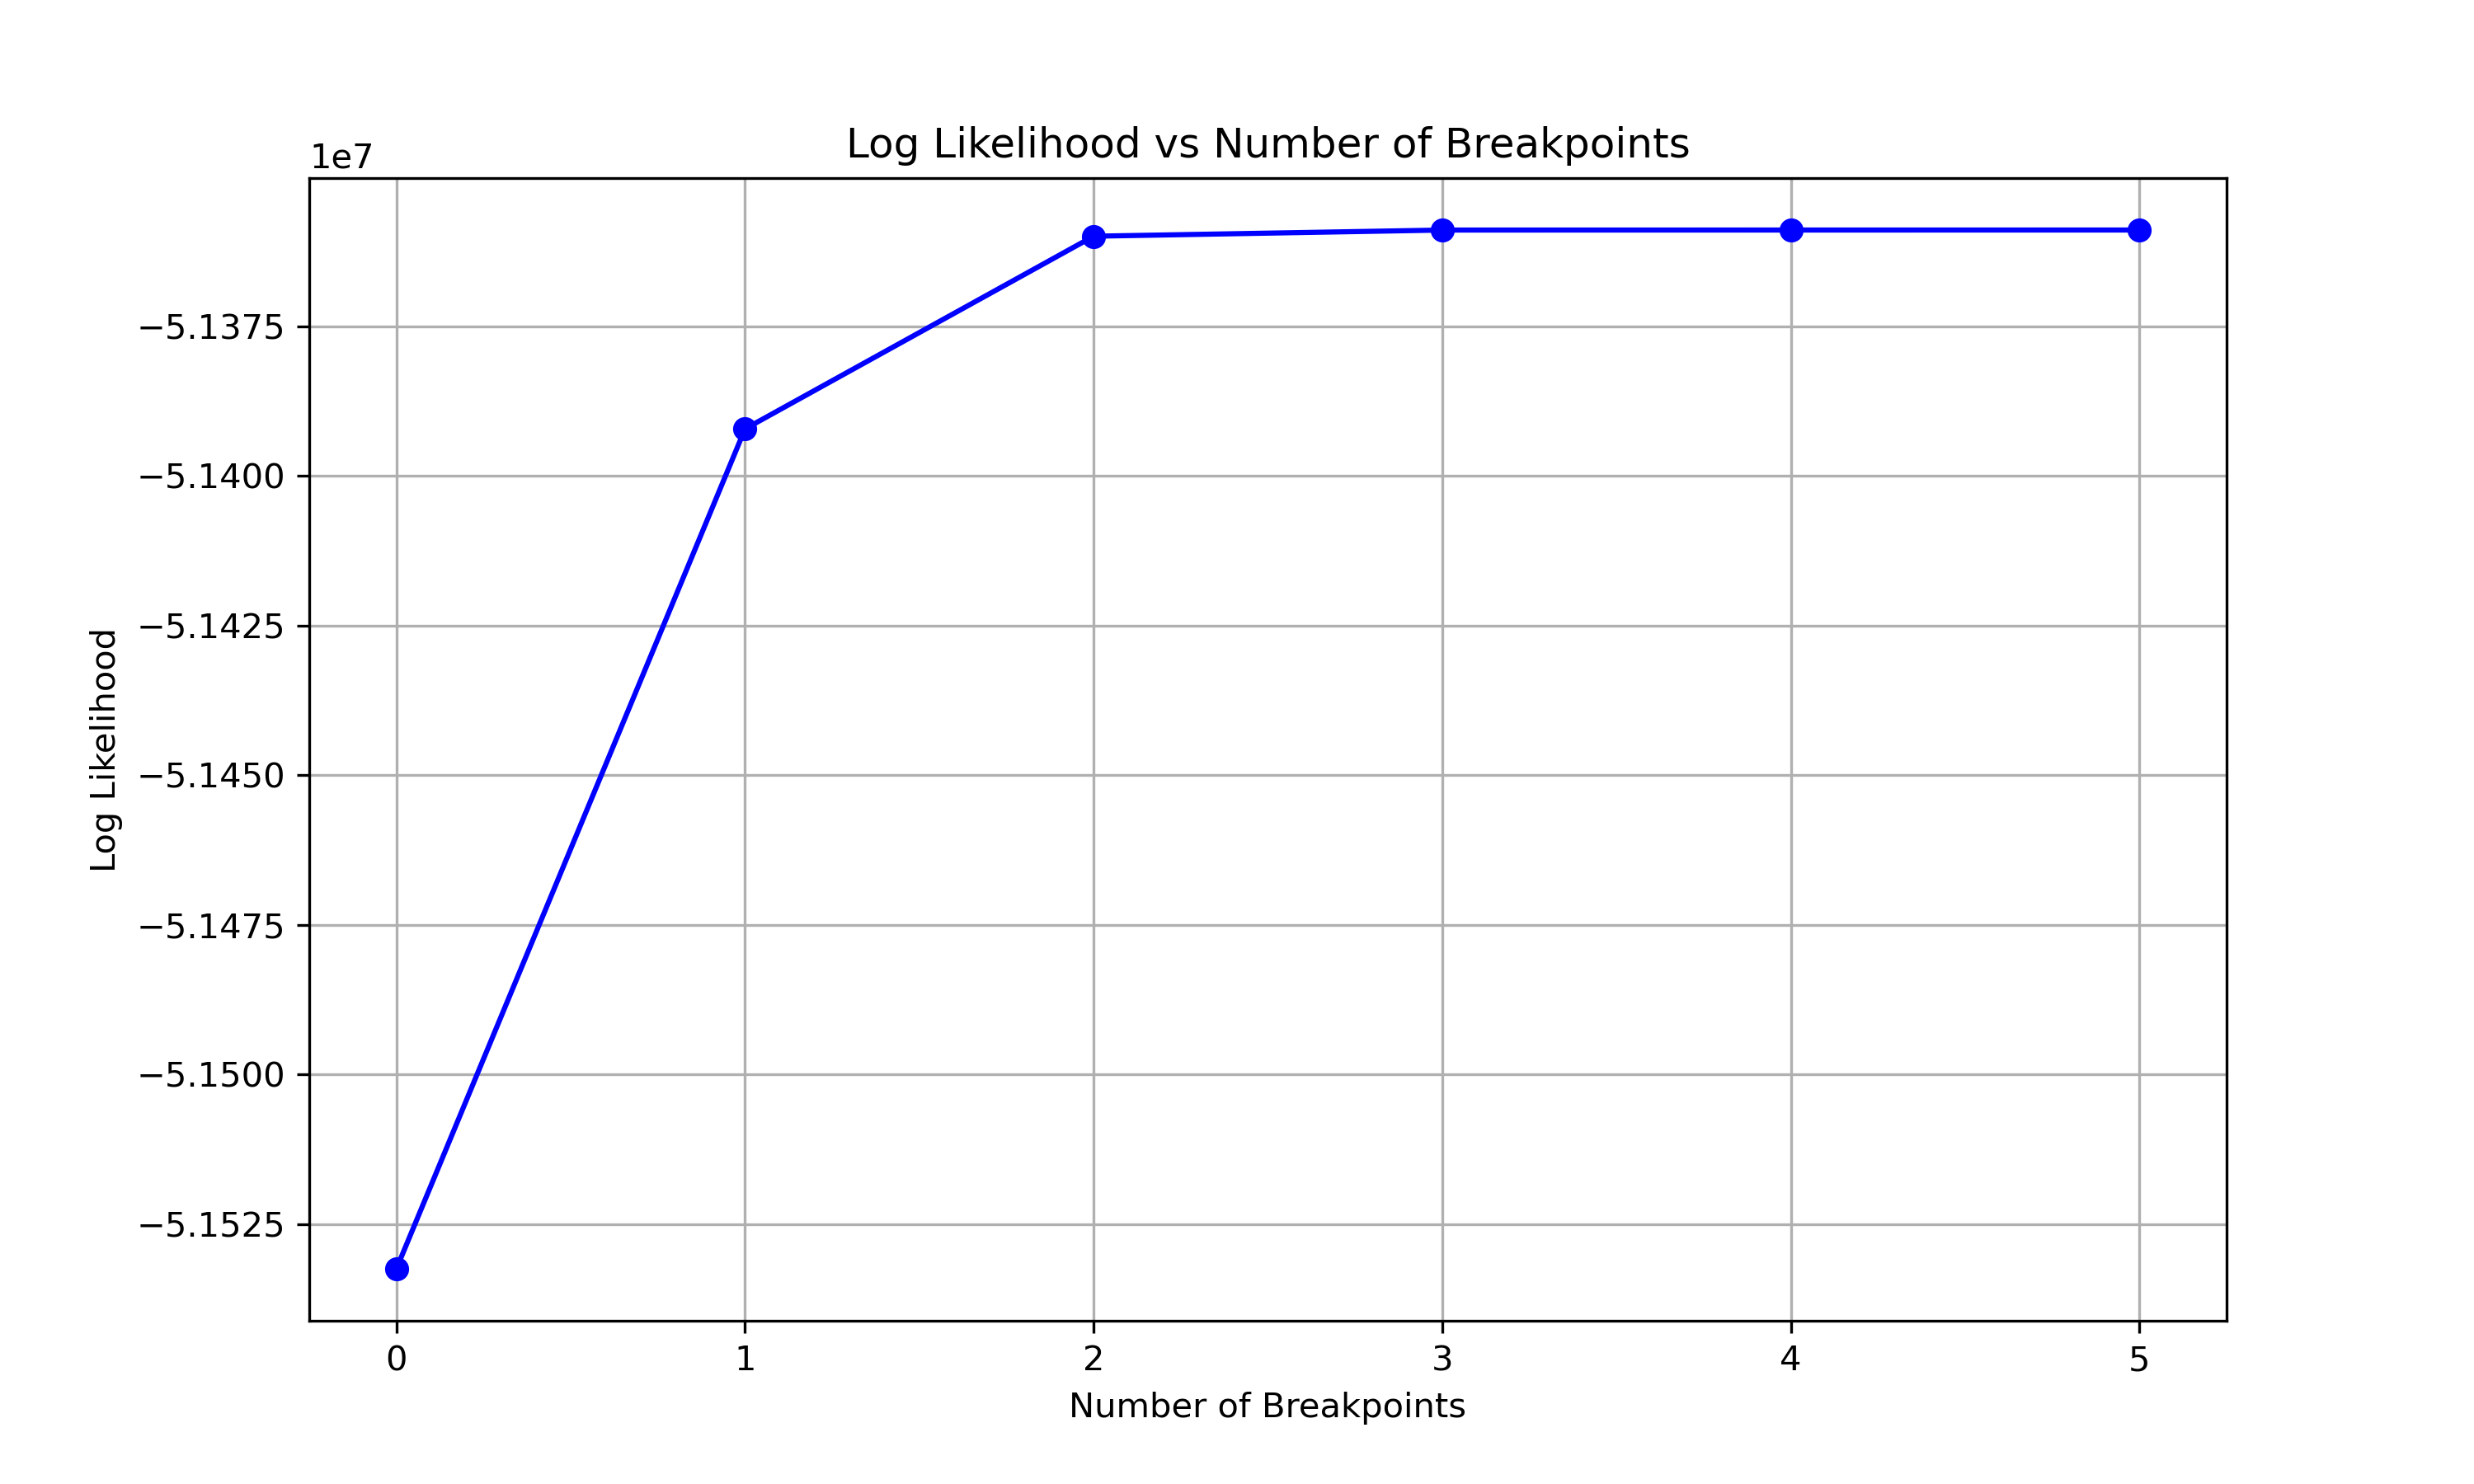 Log Likelihood vs Number of Breakpoints
1e7
−5.1375
−5.1400
−5.1425
−5.1450
−5.1475
−5.1500
−5.1525
Log Likelihood
0 1 2 3 4 5
Number of Breakpoints